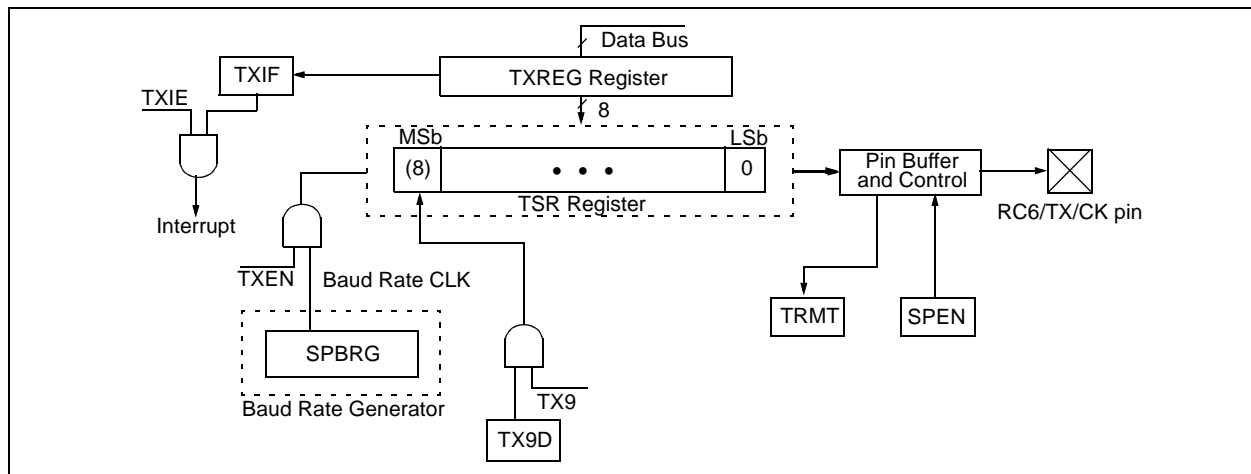 Data Bus
TXIF
TXREG Register
TXIE
8
MSb
LSb
(8)
• • •
0
Pin Buffer
and Control
TSR Register
RC6/TX/CK pin
Interrupt
TXEN
Baud Rate CLK
TRMT
SPEN
SPBRG
TX9
Baud Rate Generator
TX9D